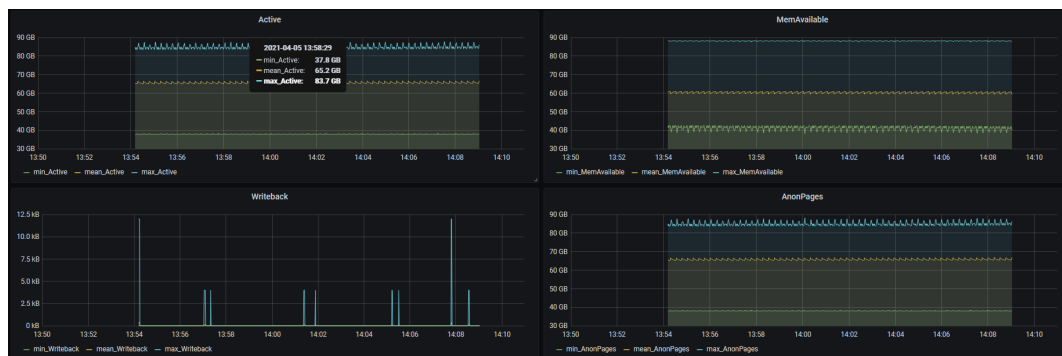 Active
90 GB
80 GB
70 GB
60 GB
50 GB
40 GB
30 GB
13:50 13:52 13:54 13:56 13:58 14:00 14:02 14:04 14:06 14:08 14:10
2021-04-05 13:58:29
min_Active: 37.8 GB
mean_Active: 65.2 GB
max_Active: 83.7 GB
min_Active mean_Active max_Active
MemAvailable
90 GB
80 GB
70 GB
60 GB
50 GB
40 GB
30 GB
13:50 13:52 13:54 13:56 13:58 14:00 14:02 14:04 14:06 14:08 14:10
min_MemAvailable mean_MemAvailable max_MemAvailable
Writeback
12.5 kB
10.0 kB
7.5 kB
5.0 kB
2.5 kB
0 kB
13:50 13:52 13:54 13:56 13:58 14:00 14:02 14:04 14:06 14:08 14:10
min_Writeback mean_Writeback max_Writeback
AnonPages
90 GB
80 GB
70 GB
60 GB
50 GB
40 GB
30 GB
13:50 13:52 13:54 13:56 13:58 14:00 14:02 14:04 14:06 14:08 14:10
min_AnonPages mean_AnonPages max_AnonPages